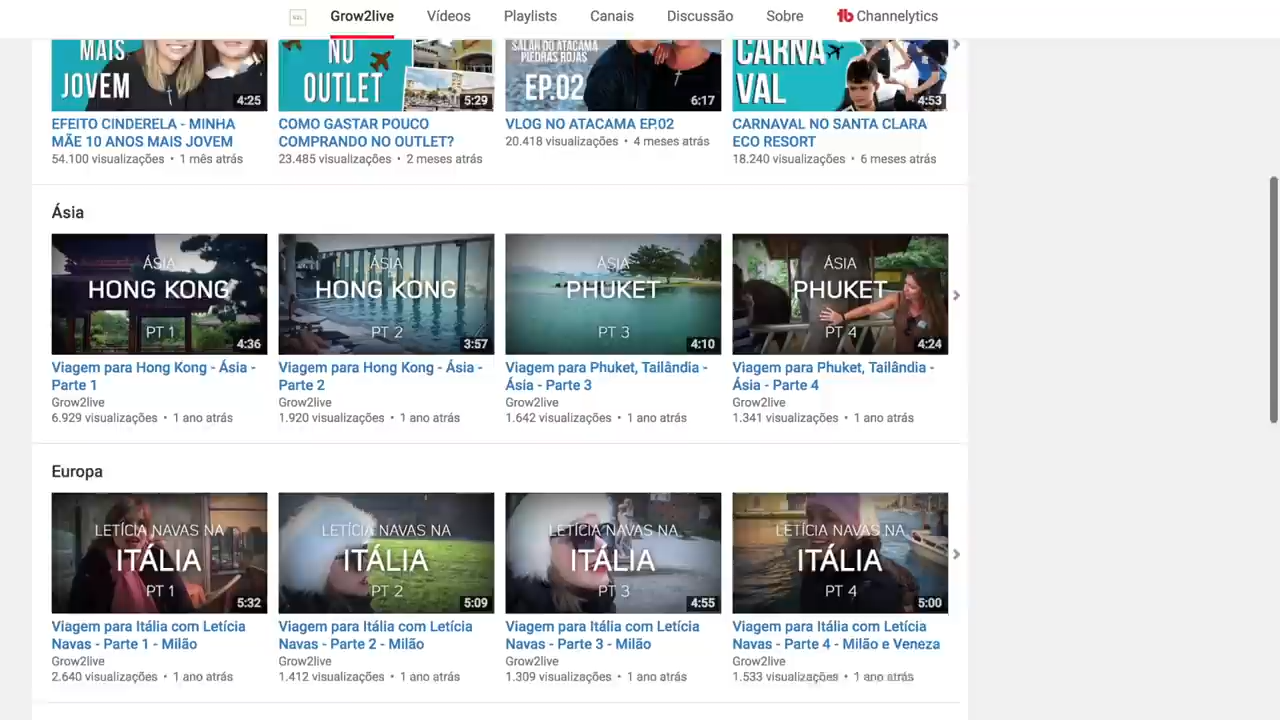 Grow2live Vídeos Playlists Canais Discussão Sobre Channelytics
MAIS
JOVEM
4:25
NO
OUTLET
5:29
SALAR DO ATACAMA
PIEDRAS ROJAS
EP.02
6:17
CARNA
VAL
4:53
EFEITO CINDERELA - MINHA
MÃE 10 ANOS MAIS JOVEM
54.100 visualizações • 1 mês atrás
COMO GASTAR POUCO
COMPRANDO NO OUTLET?
23.485 visualizações • 2 meses atrás
VLOG NO ATACAMA EP.02
20.418 visualizações • 4 meses atrás
CARNAVAL NO SANTA CLARA
ECO RESORT
18.240 visualizações • 6 meses atrás
Ásia
ÁSIA
HONG KONG
PT 1
4:36
ÁSIA
HONG KONG
PT 2
3:57
ÁSIA
PHUKET
PT 3
4:10
ÁSIA
PHUKET
PT 4
4:24
Viagem para Hong Kong - Ásia -
Parte 1
Grow2live
6.929 visualizações • 1 ano atrás
Viagem para Hong Kong - Ásia -
Parte 2
Grow2live
1.920 visualizações • 1 ano atrás
Viagem para Phuket, Tailândia -
Ásia - Parte 3
Grow2live
1.642 visualizações • 1 ano atrás
Viagem para Phuket, Tailândia -
Ásia - Parte 4
Grow2live
1.341 visualizações • 1 ano atrás
Europa
LETÍCIA NAVAS NA
ITÁLIA
PT 1
5:32
LETÍCIA NAVAS NA
ITÁLIA
PT 2
5:09
LETÍCIA NAVAS NA
ITÁLIA
PT 3
4:55
LETÍCIA NAVAS NA
ITÁLIA
PT 4
5:00
Viagem para Itália com Letícia
Navas - Parte 1 - Milão
Grow2live
2.640 visualizações • 1 ano atrás
Viagem para Itália com Letícia
Navas - Parte 2 - Milão
Grow2live
1.412 visualizações • 1 ano atrás
Viagem para Itália com Letícia
Navas - Parte 3 - Milão
Grow2live
1.309 visualizações • 1 ano atrás
Viagem para Itália com Letícia
Navas - Parte 4 - Milão e Veneza
Grow2live
1.533 visualizações • 1 ano atrás